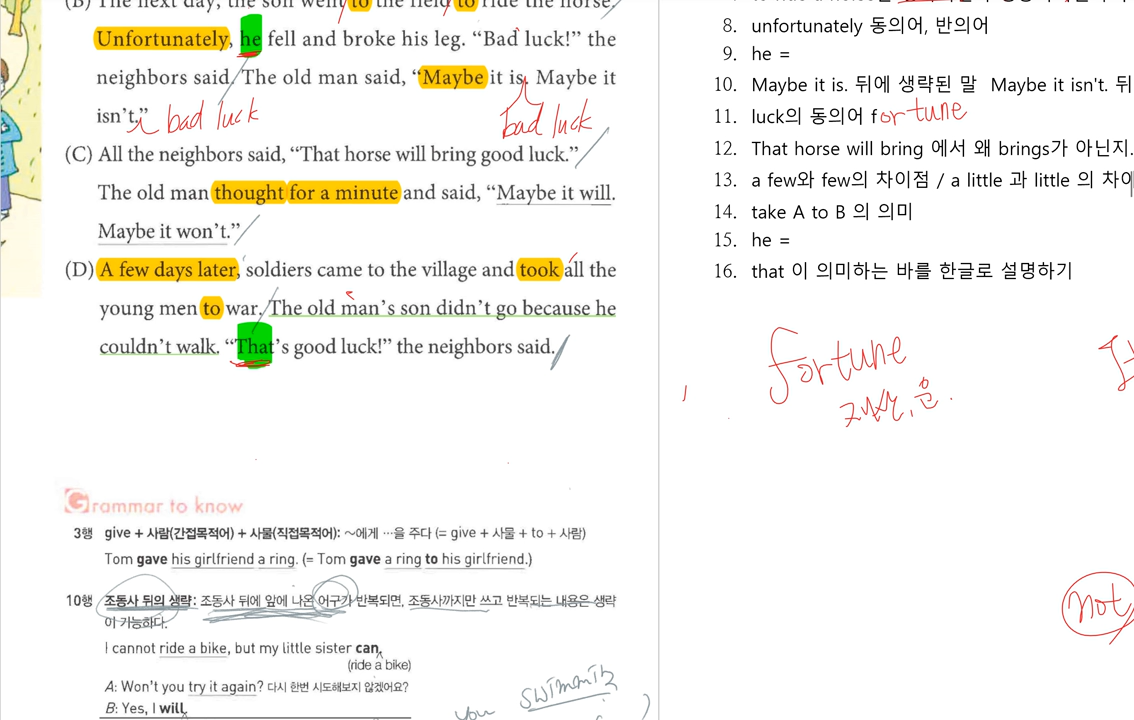 (B) The next day, the son went to the field to ride the horse.
Unfortunately, he fell and broke his leg. “Bad luck!” the
neighbors said. The old man said, “Maybe it is. Maybe it
isn't.” bad luck
bad luck
(C) All the neighbors said, “That horse will bring good luck.”
The old man thought for a minute and said, “Maybe it will.
Maybe it won't.”
(D) A few days later, soldiers came to the village and took all the
young men to war. The old man's son didn't go because he
couldn't walk. “That's good luck!” the neighbors said.
Grammar to know
3행 give + 사람(간접목적어) + 사물(직접목적어): ~에게 …을 주다 (= give + 사물 + to + 사람)
Tom gave his girlfriend a ring. (= Tom gave a ring to his girlfriend.)
10행 조동사 뒤의 생략: 조동사 뒤에 앞에 나온 어구가 반복되면, 조동사까지만 쓰고 반복되는 내용은 생략
이 가능하다.
I cannot ride a bike, but my little sister can.
(ride a bike)
A: Won't you try it again? 다시 한번 시도해보지 않겠어요?
B: Yes, I will.
you
8. unfortunately 동의어, 반의어
9. he =
10. Maybe it is. 뒤에 생략된 말 Maybe it isn't. 뒤
11. luck의 동의어 fortune
12. That horse will bring 에서 왜 brings가 아닌지.
13. a few와 few의 차이점 / a little 과 little 의 차이
14. take A to B 의 의미
15. he =
16. that 이 의미하는 바를 한글로 설명하기
fortune
재산, 운.
not